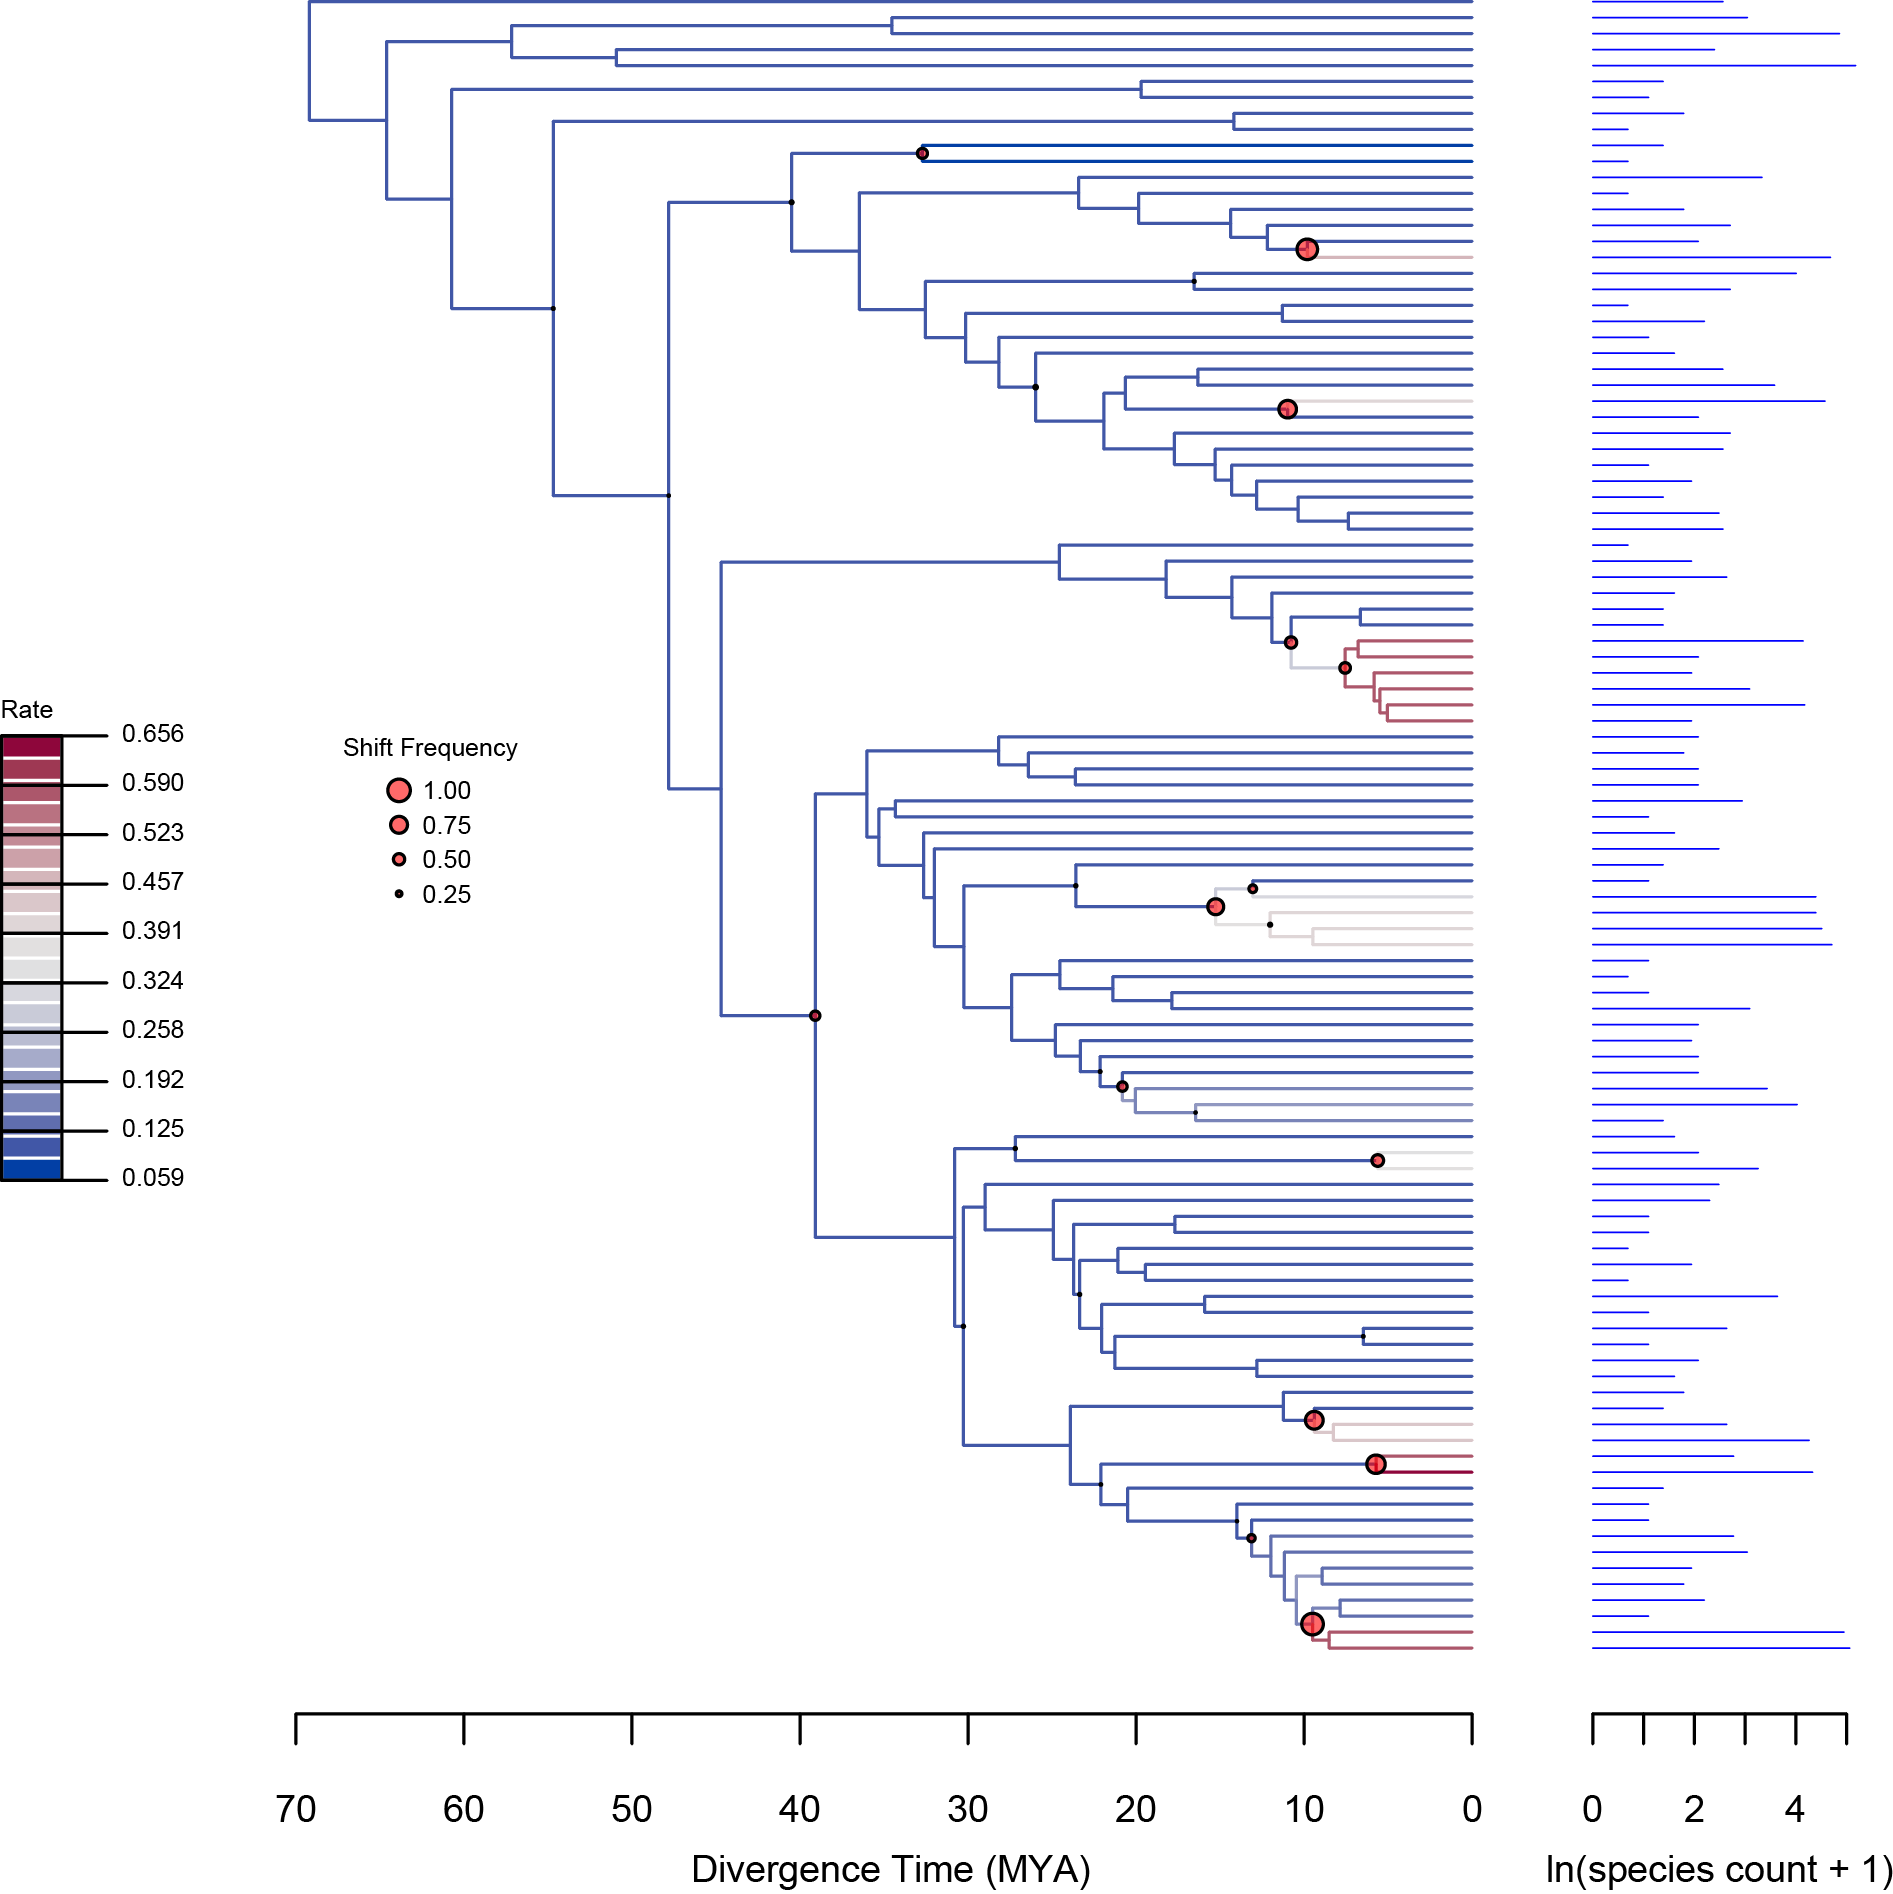 Rate
0.656
0.590
0.523
0.457
0.391
0.324
0.258
0.192
0.125
0.059
Shift Frequency
1.00
0.75
0.50
0.25
70 60 50 40 30 20 10 0
Divergence Time (MYA)
0 2 4
ln(species count + 1)